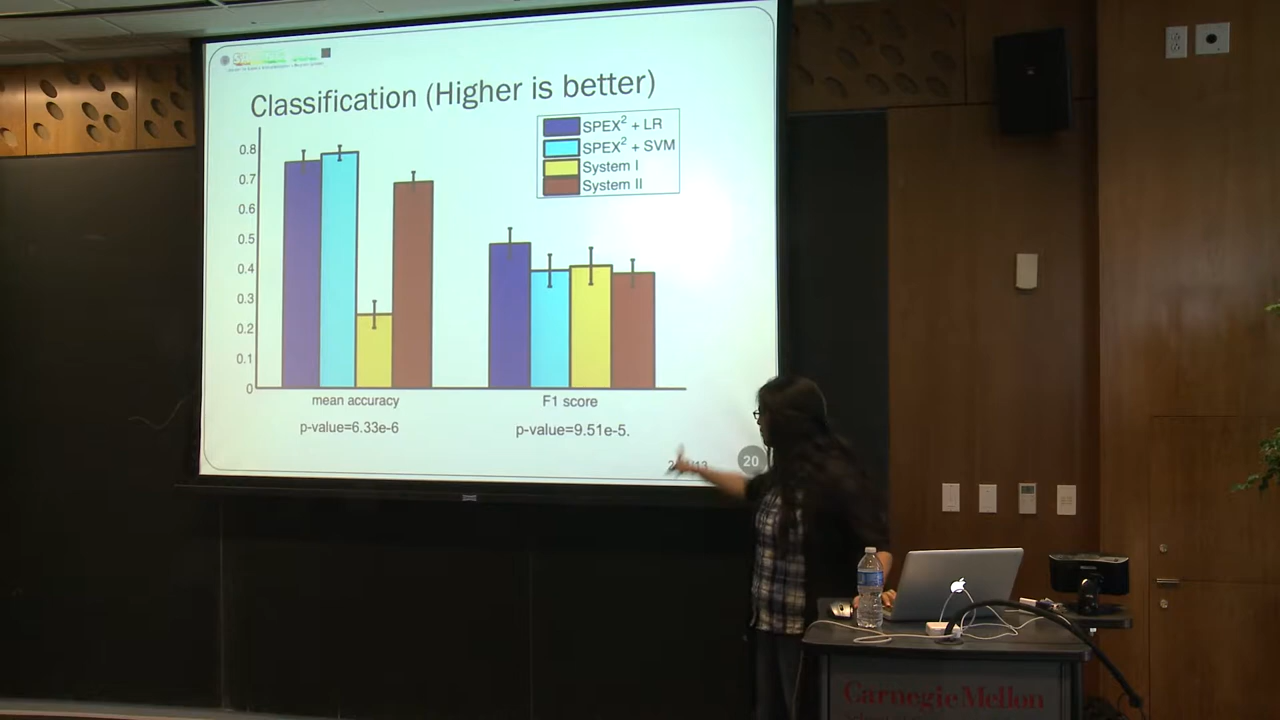 Classification (Higher is better)
SPEX² + LR
SPEX² + SVM
System I
System II
0.8
0.7
0.6
0.5
0.4
0.3
0.2
0.1
0
mean accuracy
F1 score
p-value=6.33e-6
p-value=9.51e-5.
20
Carnegie Mellon